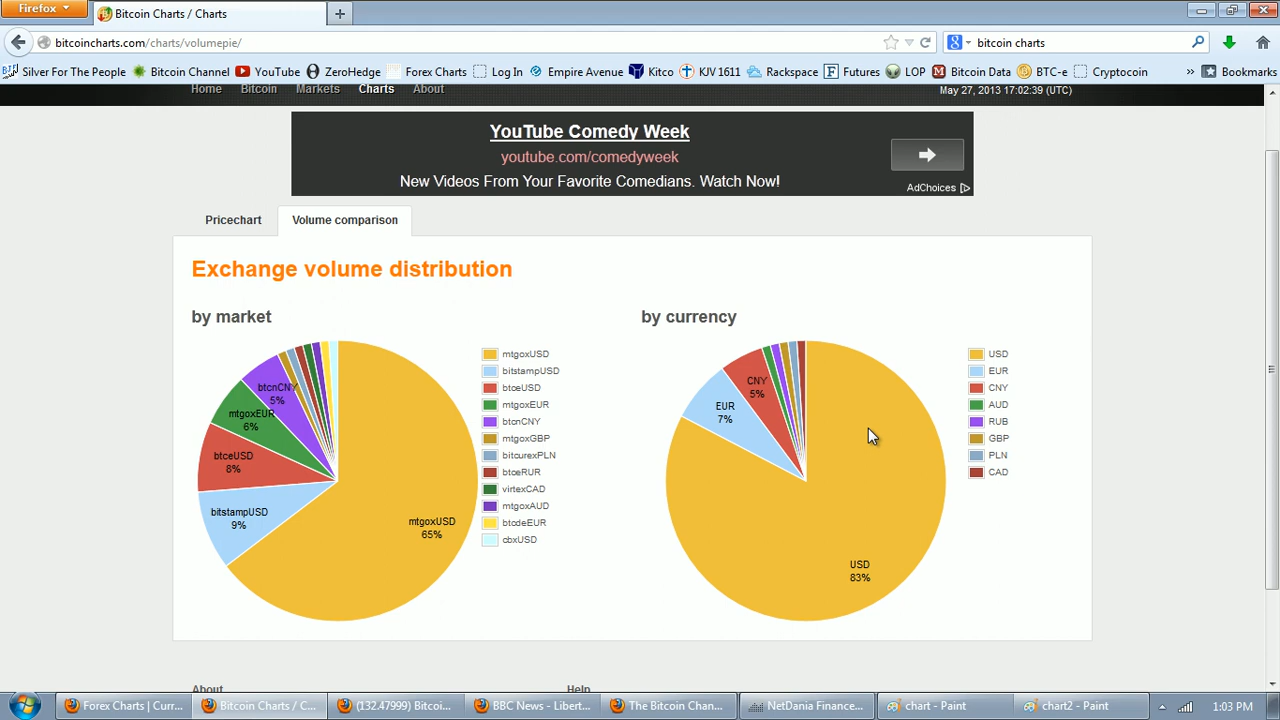 Firefox
Bitcoin Charts / Charts
bitcoincharts.com/charts/volumepie/
bitcoin charts
Silver For The People
Bitcoin Channel
YouTube
ZeroHedge
Forex Charts
Log In
Empire Avenue
Kitco
KJV 1611
Rackspace
Futures
LOP
Bitcoin Data
BTC-e
Cryptocoin
»
Bookmarks
Home
Bitcoin
Markets
Charts
About
May 27, 2013 17:02:39 (UTC)
YouTube Comedy Week
youtube.com/comedyweek
New Videos From Your Favorite Comedians. Watch Now!
AdChoices
Pricechart
Volume comparison
Exchange volume distribution
by market
btcnCNY
5%
mtgoxEUR
6%
btceUSD
8%
bitstampUSD
9%
mtgoxUSD
65%
mtgoxUSD
bitstampUSD
btceUSD
mtgoxEUR
btcnCNY
mtgoxGBP
bitcurexPLN
btceRUR
virtexCAD
mtgoxAUD
btcdeEUR
cbxUSD
by currency
CNY
5%
EUR
7%
USD
83%
USD
EUR
CNY
AUD
RUB
GBP
PLN
CAD
About
Help
Forex Charts | Curr...
Bitcoin Charts / C...
(132.47999) Bitcoi...
BBC News - Libert...
The Bitcoin Chan...
NetDania Finance...
chart - Paint
chart2 - Paint
1:03 PM